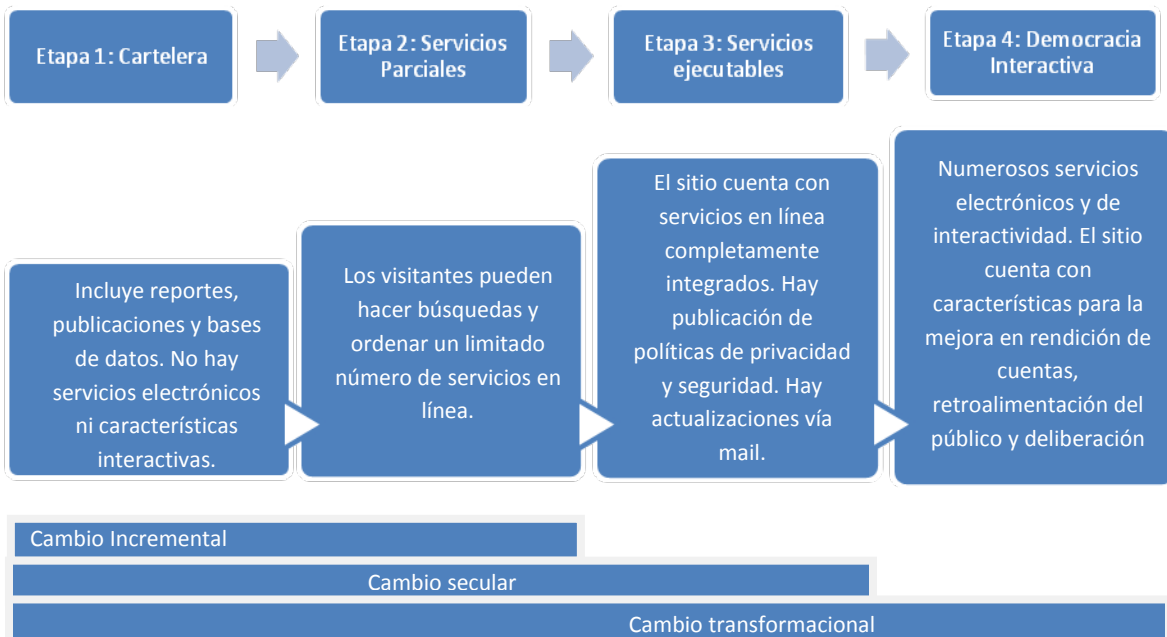 Etapa 1: Cartelera
Etapa 2: Servicios
Parciales
Etapa 3: Servicios
ejecutables
Etapa 4: Democracia
Interactiva
Incluye reportes,
publicaciones y bases
de datos. No hay
servicios electrónicos
ni características
interactivas.
Los visitantes pueden
hacer búsquedas y
ordenar un limitado
número de servicios en
línea.
El sitio cuenta con
servicios en línea
completamente
integrados. Hay
publicación de
políticas de privacidad
y seguridad. Hay
actualizaciones vía
mail.
Numerosos servicios
electrónicos y de
interactividad. El sitio
cuenta con
características para la
mejora en rendición de
cuentas,
retroalimentación del
público y deliberación
Cambio Incremental
Cambio secular
Cambio transformacional